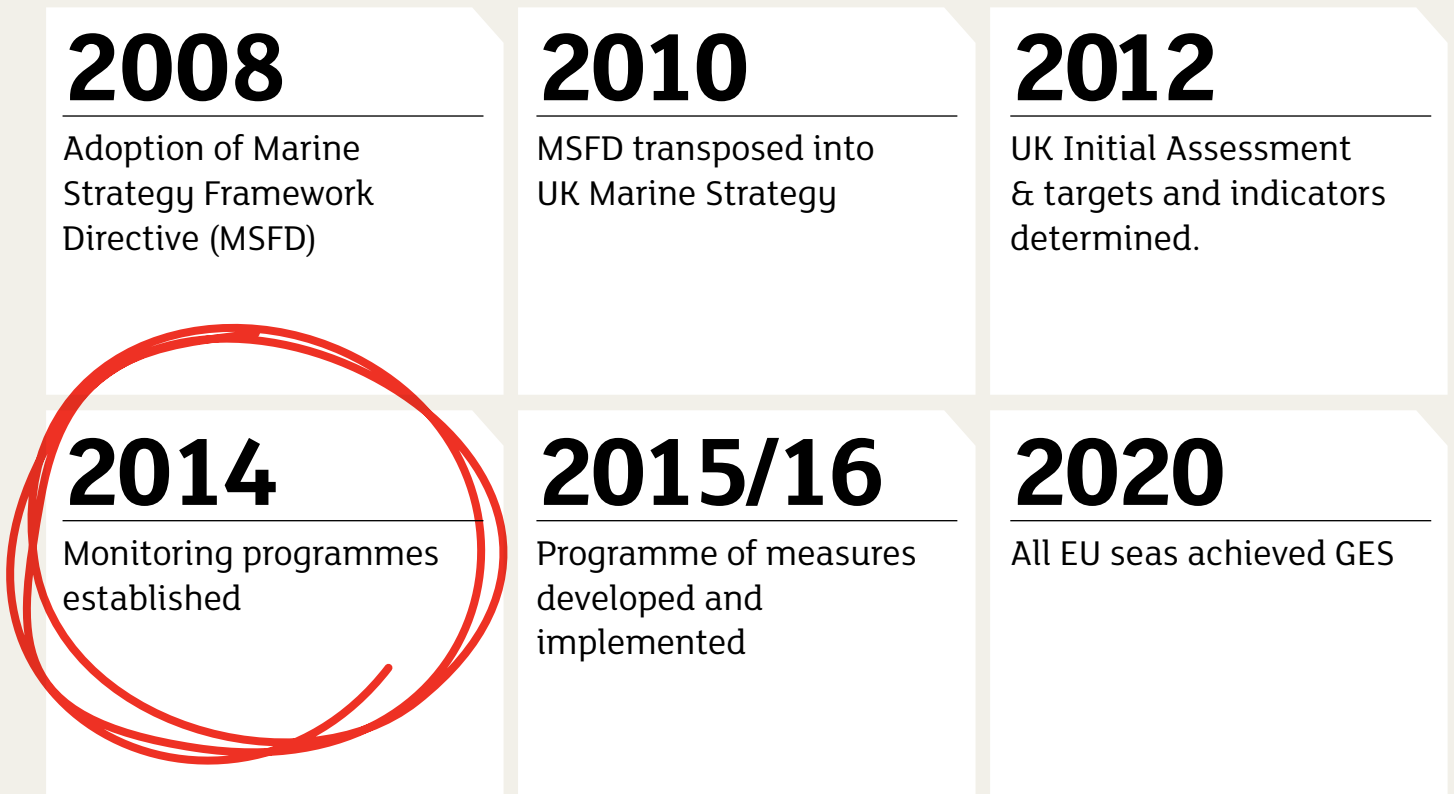 2008
Adoption of Marine
Strategy Framework
Directive (MSFD)
2010
MSFD transposed into
UK Marine Strategy
2012
UK Initial Assessment
& targets and indicators
determined.
2014
Monitoring programmes
established
2015/16
Programme of measures
developed and
implemented
2020
All EU seas achieved GES